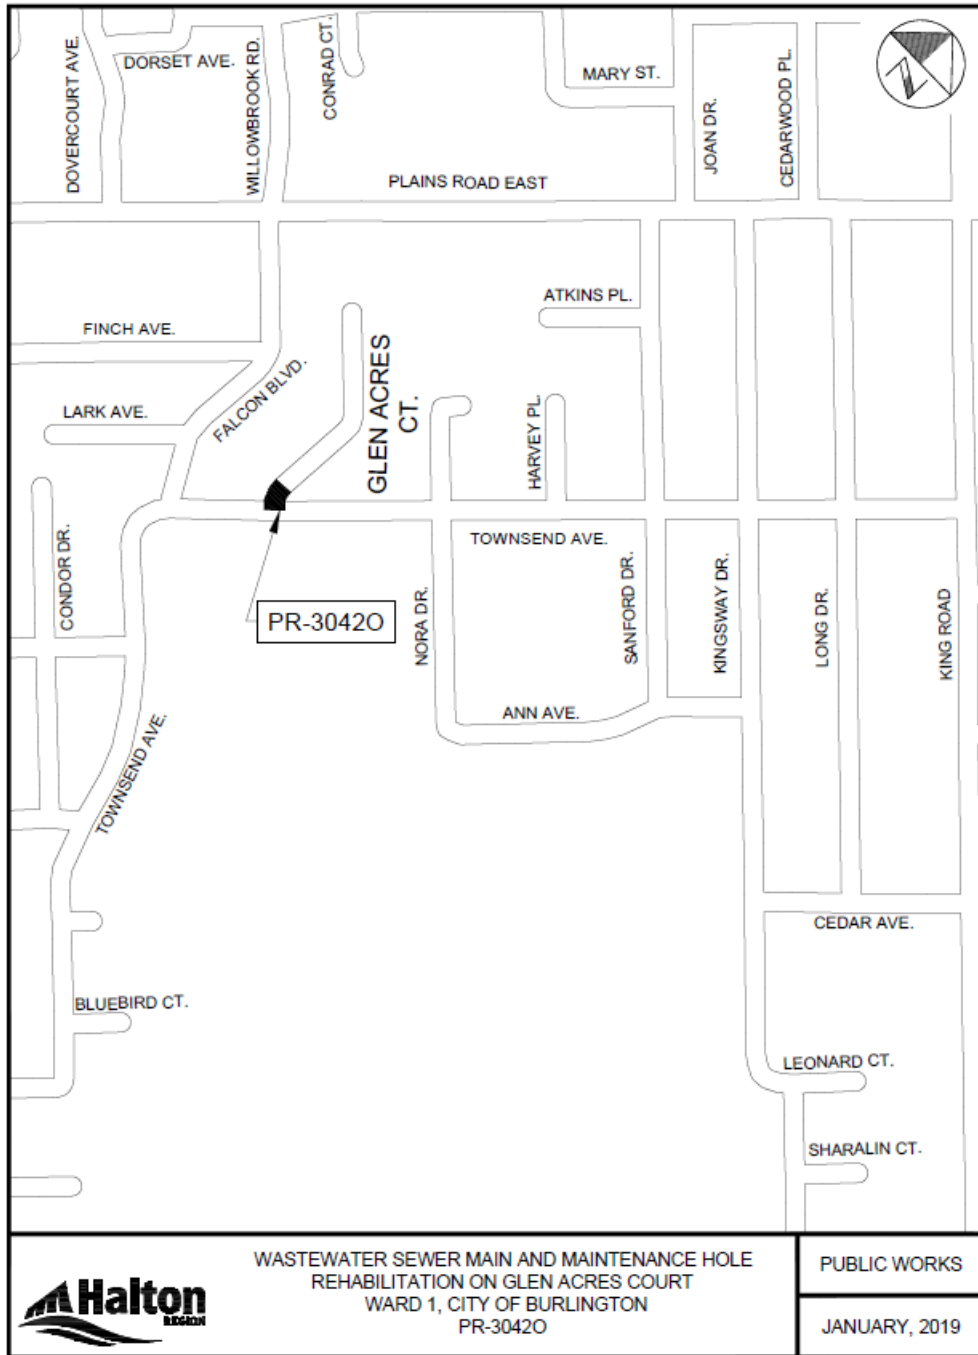 DOVERCOURT AVE.
DORSET AVE.
WILLOWBROOK RD.
CONRAD CT.
MARY ST.
JOAN DR.
CEDARWOOD PL.
N
PLAINS ROAD EAST
ATKINS PL.
FINCH AVE.
FALCON BLVD.
GLEN ACRES
CT.
LARK AVE.
HARVEY PL.
CONDOR DR.
TOWNSEND AVE.
PR-3042O
NORA DR.
SANFORD DR.
KINGSWAY DR.
LONG DR.
KING ROAD
ANN AVE.
TOWNSEND AVE.
CEDAR AVE.
BLUEBIRD CT.
LEONARD CT.
SHARALIN CT.
Halton
REGION
WASTEWATER SEWER MAIN AND MAINTENANCE HOLE
REHABILITATION ON GLEN ACRES COURT
WARD 1, CITY OF BURLINGTON
PR-3042O
PUBLIC WORKS
JANUARY, 2019